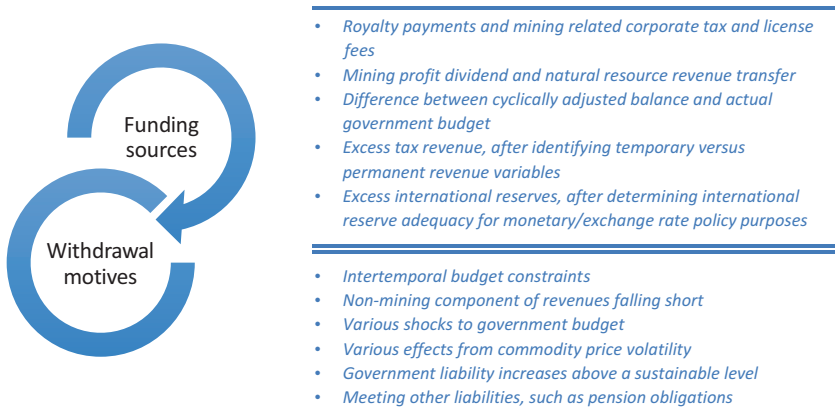 Funding
sources
• Royalty payments and mining related corporate tax and license
fees
• Mining profit dividend and natural resource revenue transfer
• Difference between cyclically adjusted balance and actual
government budget
• Excess tax revenue, after identifying temporary versus
permanent revenue variables
• Excess international reserves, after determining international
reserve adequacy for monetary/exchange rate policy purposes
Withdrawal
motives
• Intertemporal budget constraints
• Non-mining component of revenues falling short
• Various shocks to government budget
• Various effects from commodity price volatility
• Government liability increases above a sustainable level
• Meeting other liabilities, such as pension obligations